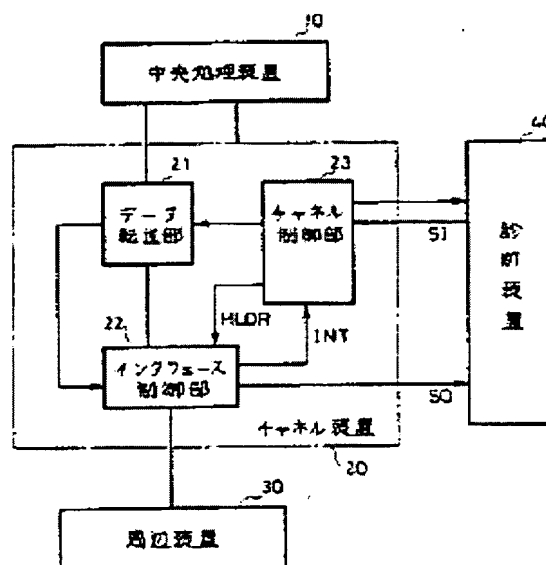 10
中央処理装置
21
23
データ
転送部
チャネル
制御部
SI
40
診断装置
22
HLDR
INT
インタフェース
制御部
SO
チャネル装置
20
30
周辺装置